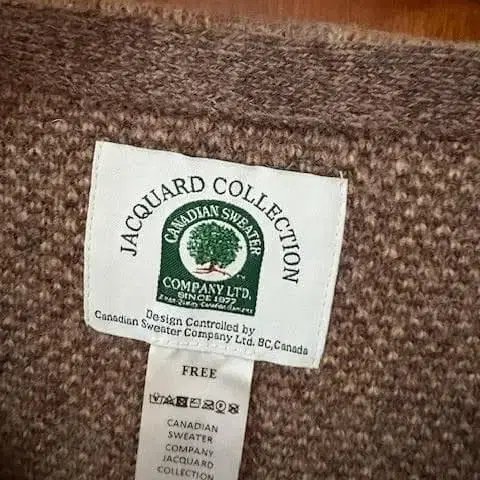 JACQUARD COLLECTION
CANADIAN SWEATER
COMPANY LTD.
SINCE 1877
Design Controlled by
Canadian Sweater Company Ltd. BC, Canada
FREE
CANADIAN
SWEATER
COMPANY
JACQUARD
COLLECTION